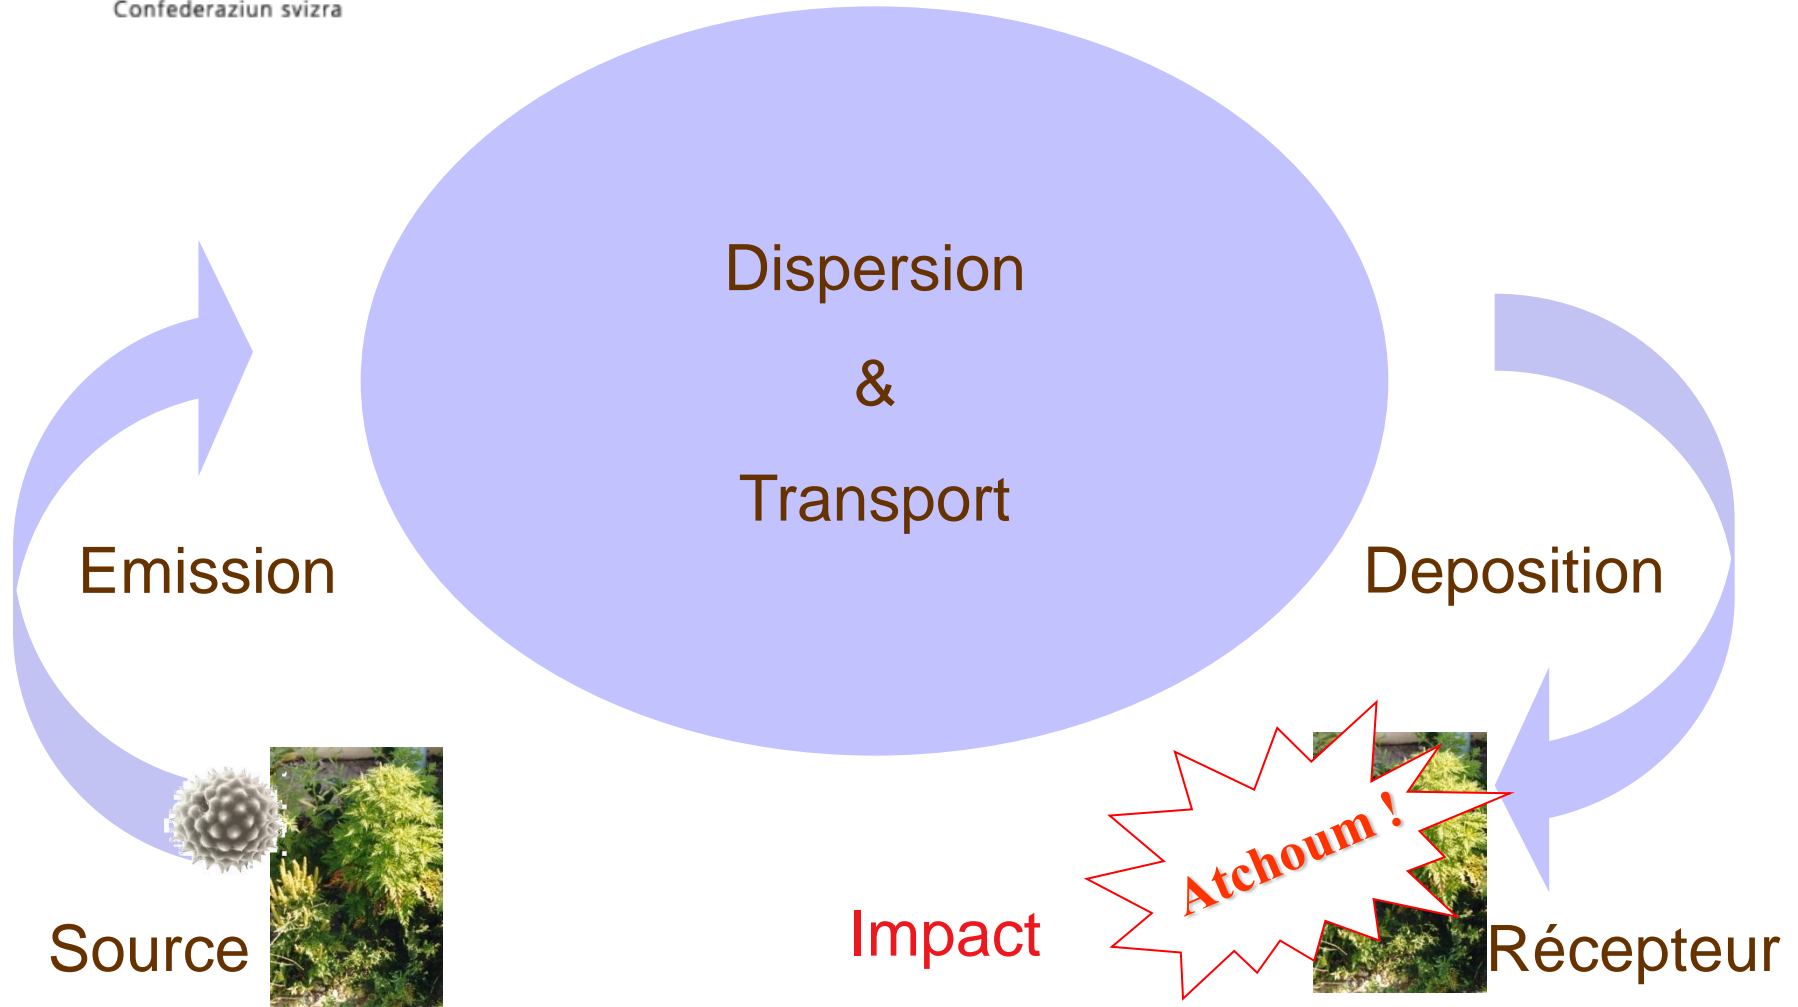 Confederaziun svizra
Dispersion
&
Transport
Emission
Deposition
Atchoum !
Source
Impact
Récepteur